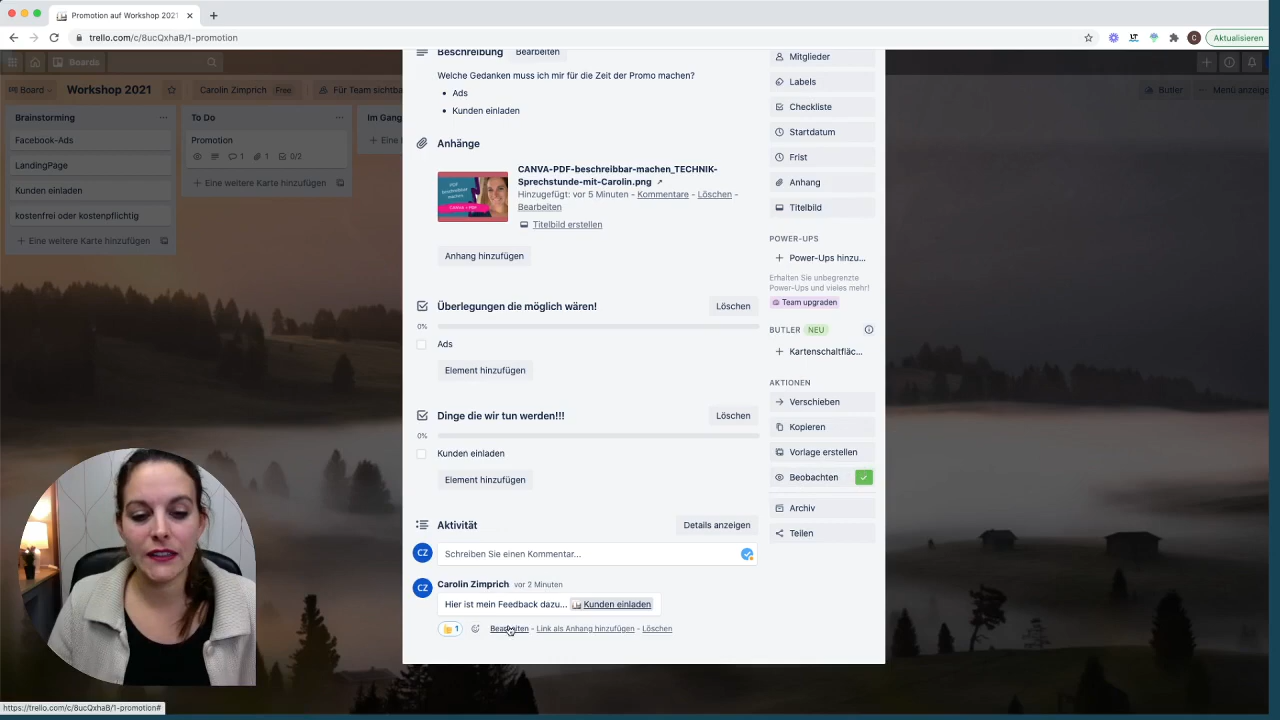 Promotion auf Workshop 2021
trello.com/c/8ucQxhaB/1-promotion
Aktualisieren
Boards
Board
Workshop 2021
Carolin Zimprich
Free
Für Team sichtba
Butler
Menü anzeige
Brainstorming
Facebook-Ads
LandingPage
Kunden einladen
kostenfrei oder kostenpflichtig
+ Eine weitere Karte hinzufügen
To Do
Promotion
1 1 0/2
+ Eine weitere Karte hinzufügen
Im Gang
+ Eine
Beschreibung Bearbeiten
Welche Gedanken muss ich mir für die Zeit der Promo machen?
• Ads
• Kunden einladen
Anhänge
CANVA-PDF-beschreibbar-machen_TECHNIK-
Sprechstunde-mit-Carolin.png ↗
Hinzugefügt: vor 5 Minuten - Kommentare - Löschen -
Bearbeiten
Titelbild erstellen
PDF
beschreibbar
machen
CANVA + PDF
Anhang hinzufügen
Überlegungen die möglich wären! Löschen
0%
Ads
Element hinzufügen
Dinge die wir tun werden!!! Löschen
0%
Kunden einladen
Element hinzufügen
Aktivität Details anzeigen
CZ Schreiben Sie einen Kommentar...
CZ Carolin Zimprich vor 2 Minuten
Hier ist mein Feedback dazu... Kunden einladen
1 Bearbeiten - Link als Anhang hinzufügen - Löschen
Mitglieder
Labels
Checkliste
Startdatum
Frist
Anhang
Titelbild
POWER-UPS
+ Power-Ups hinzu...
Erhalten Sie unbegrenzte
Power-Ups und vieles mehr!
Team upgraden
BUTLER NEU
+ Kartenschaltfläc...
AKTIONEN
→ Verschieben
Kopieren
Vorlage erstellen
Beobachten
Archiv
Teilen
https://trello.com/c/8ucQxhaB/1-promotion#